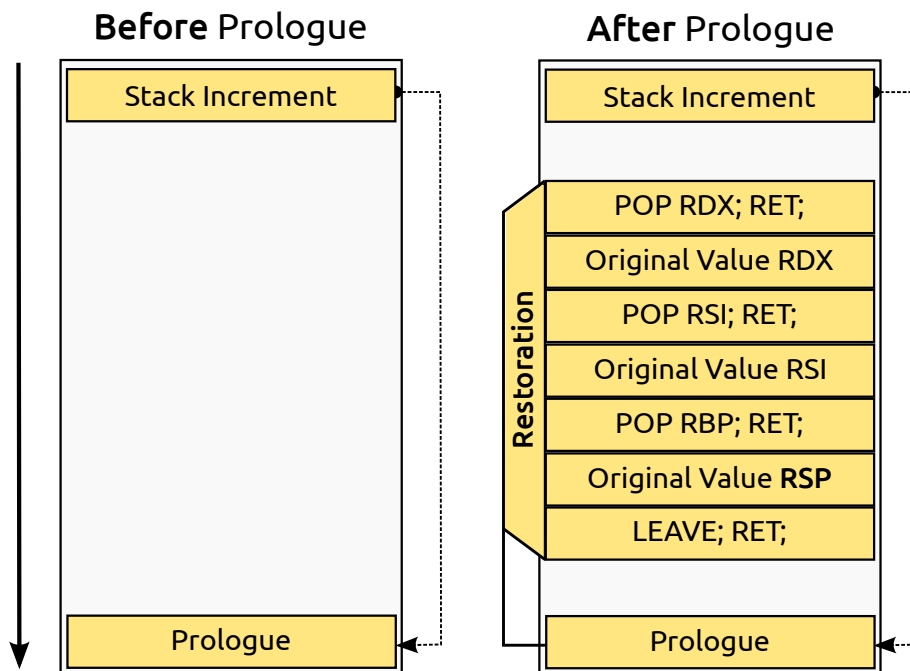 Before Prologue
Stack Increment
Prologue
After Prologue
Stack Increment
Restoration
POP RDX; RET;
Original Value RDX
POP RSI; RET;
Original Value RSI
POP RBP; RET;
Original Value RSP
LEAVE; RET;
Prologue